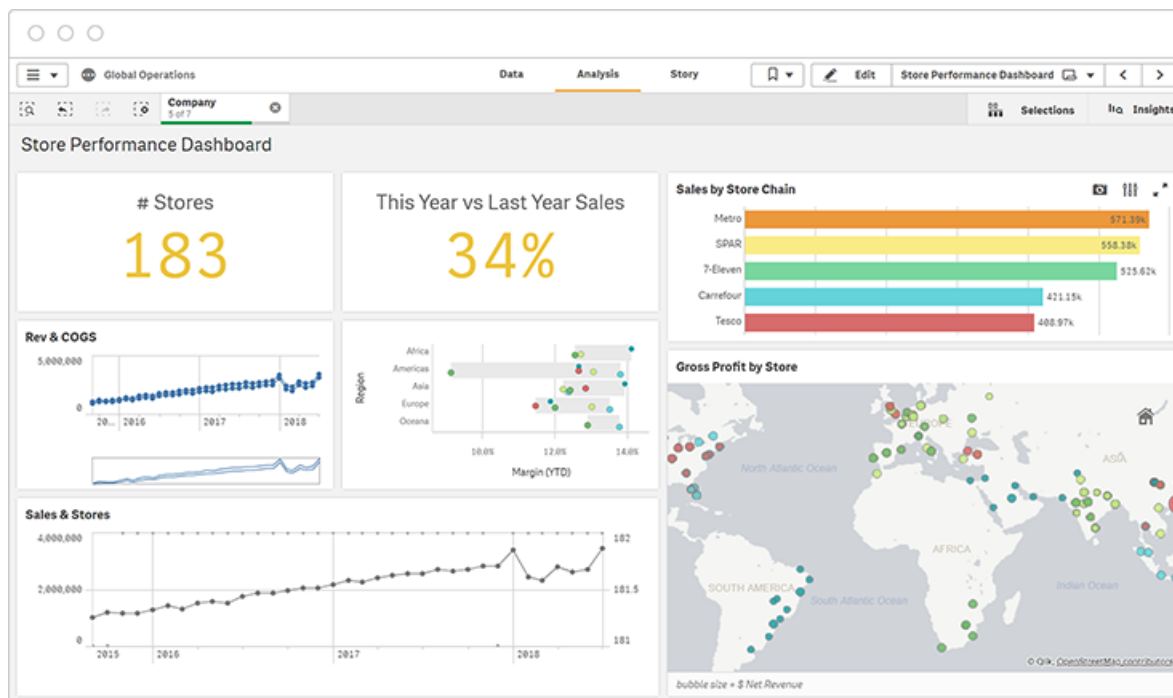 Global Operations
Data
Analysis
Story
Edit
Store Performance Dashboard
Company
5 of 7
Selections
Insights
Store Performance Dashboard
# Stores
183
This Year vs Last Year Sales
34%
Sales by Store Chain
Metro 571.39k
SPAR 558.38k
7-Eleven 525.62k
Carrefour 421.15k
Tesco 408.97k
Rev & COGS
5,000,000
0
20... 2016 2017 2018
Region
Africa
Americas
Asia
Europe
Oceana
10.0% 12.0% 14.0%
Margin (YTD)
Gross Profit by Store
EUROPE
ASIA
North Atlantic Ocean
AFRICA
SOUTH AMERICA
South Atlantic Ocean
Indian Ocean
© Qlik, OpenStreetMap contributors
bubble size = $ Net Revenue
Sales & Stores
4,000,000 182
2,000,000 181.5
0 181
2015 2016 2017 2018